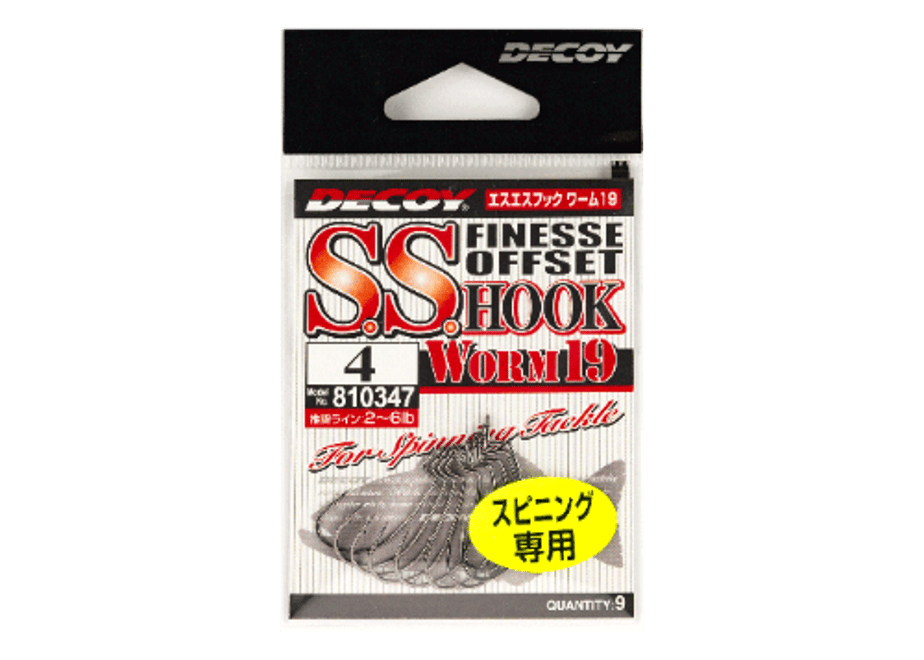 DECOY
DECOY® エスエスフック ワーム19
S.S. FINESSE
OFFSET
HOOK
4 WORM19
Model No. 810347
推奨ライン:2〜6lb
For Spinning Tackle
スピニング
専用
QUANTITY:9